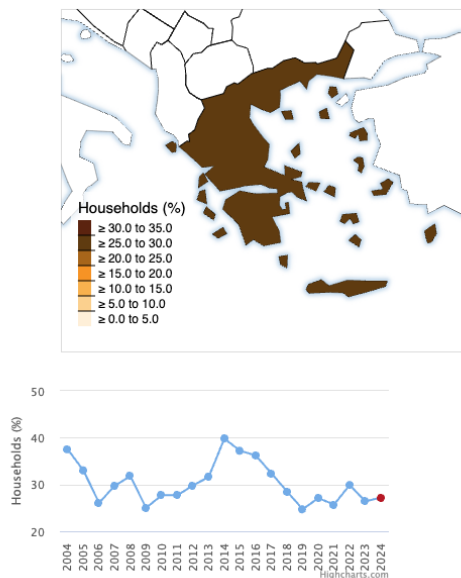 Households (%)
≥ 30.0 to 35.0
≥ 25.0 to 30.0
≥ 20.0 to 25.0
≥ 15.0 to 20.0
≥ 10.0 to 15.0
≥ 5.0 to 10.0
≥ 0.0 to 5.0
50
40
30
20
Households (%)
2004
2005
2006
2007
2008
2009
2010
2011
2012
2013
2014
2015
2016
2017
2018
2019
2020
2021
2022
2023
2024
Highcharts.com